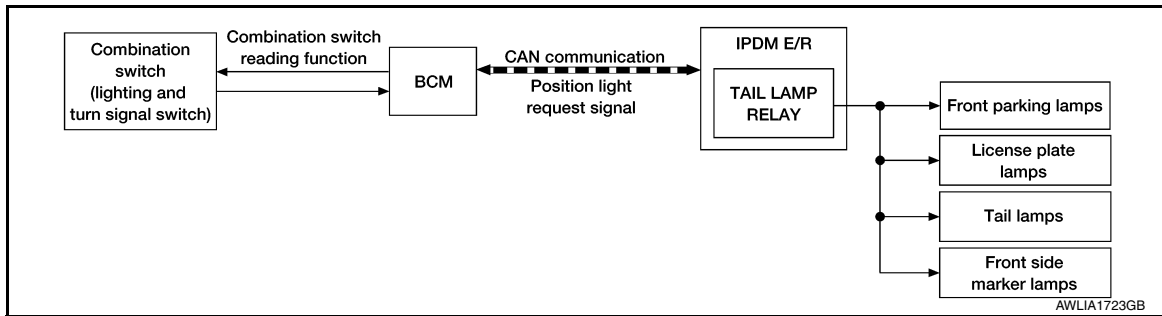 Combination
switch
(lighting and
turn signal switch)
Combination switch
reading function
BCM
CAN communication
Position light
request signal
IPDM E/R
TAIL LAMP
RELAY
Front parking lamps
License plate
lamps
Tail lamps
Front side
marker lamps
AWLIA1723GB